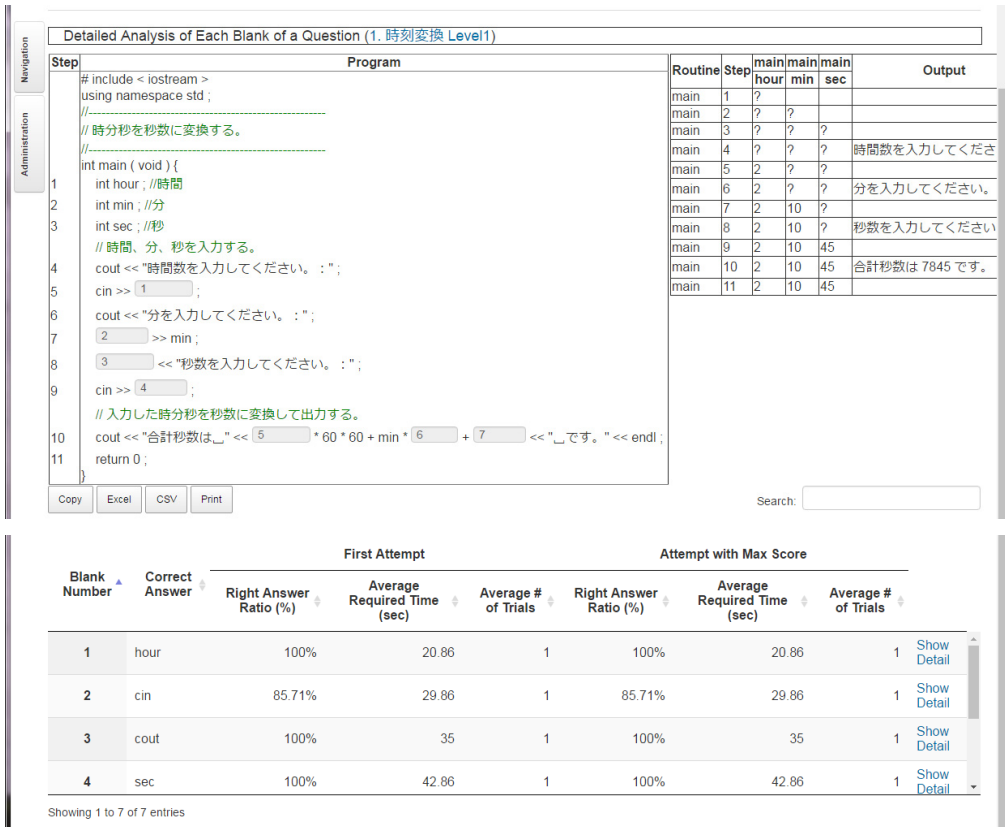 Navigation
Administration
Detailed Analysis of Each Blank of a Question (1. 時刻変換 Level1)
Step Program
# include < iostream >
using namespace std ;
//--------------------------------------------------------
// 時分秒を秒数に変換する。
//--------------------------------------------------------
int main ( void ) {
1 int hour ; //時間
2 int min ; //分
3 int sec ; //秒
// 時間、分、秒を入力する。
4 cout << "時間数を入力してください。 : " ;
5 cin >> 1 ;
6 cout << "分を入力してください。 : " ;
7 2 >> min ;
8 3 << "秒数を入力してください。 : " ;
9 cin >> 4 ;
// 入力した時分秒を秒数に変換して出力する。
10 cout << "合計秒数は␣" << 5 * 60 * 60 + min * 6 + 7 << "␣です。" << endl ;
11 return 0 ;
}
Routine Step main main main Output
hour min sec
main 1 ?
main 2 ? ?
main 3 ? ? ?
main 4 ? ? ? 時間数を入力してくださ
main 5 2 ? ?
main 6 2 ? ? 分を入力してください。
main 7 2 10 ?
main 8 2 10 ? 秒数を入力してください
main 9 2 10 45
main 10 2 10 45 合計秒数は 7845 です。
main 11 2 10 45
Copy Excel CSV Print Search:
First Attempt Attempt with Max Score
Blank Number Correct Answer Right Answer Ratio (%) Average Required Time (sec) Average # of Trials Right Answer Ratio (%) Average Required Time (sec) Average # of Trials
1 hour 100% 20.86 1 100% 20.86 1 Show Detail
2 cin 85.71% 29.86 1 85.71% 29.86 1 Show Detail
3 cout 100% 35 1 100% 35 1 Show Detail
4 sec 100% 42.86 1 100% 42.86 1 Show Detail
Showing 1 to 7 of 7 entries